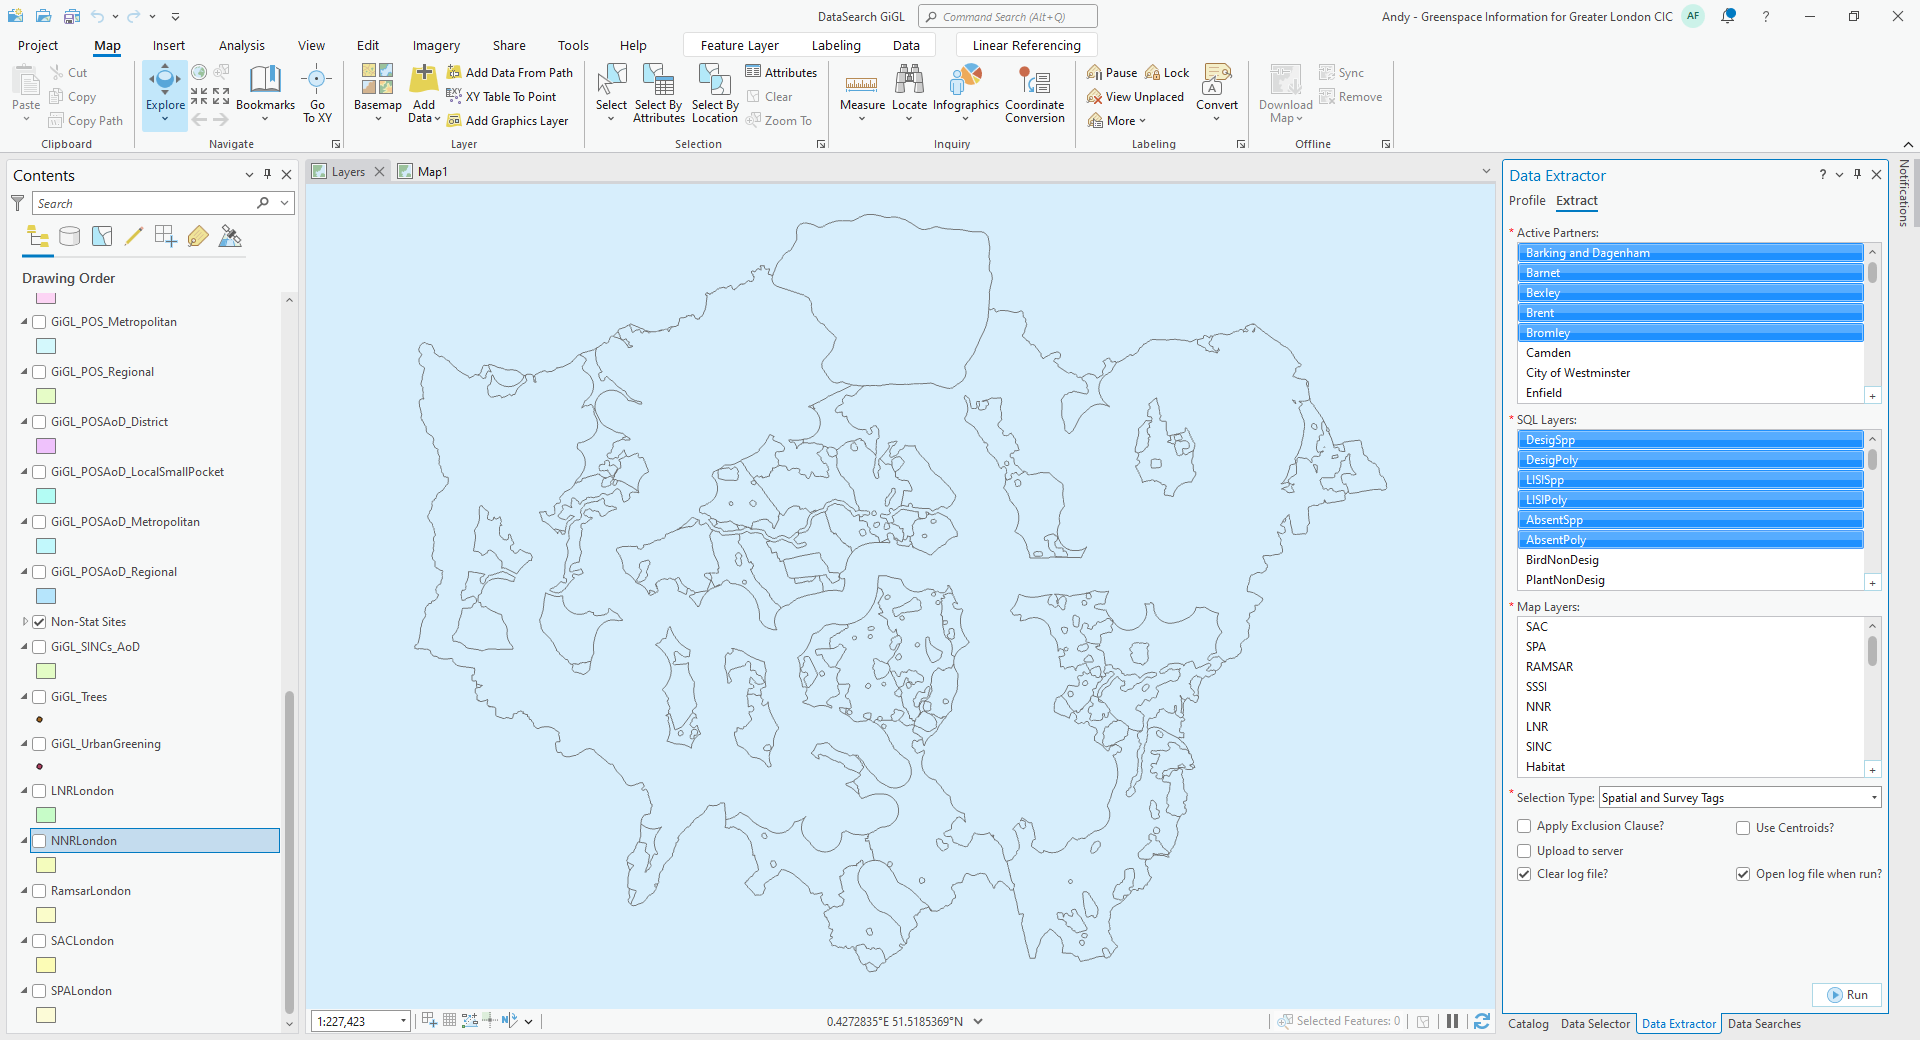 DataSearch GiGL
Command Search (Alt+Q)
Andy - Greenspace Information for Greater London CIC
AF
Project
Map
Insert
Analysis
View
Edit
Imagery
Share
Tools
Help
Feature Layer
Labeling
Data
Linear Referencing
Paste
Cut
Copy
Copy Path
Clipboard
Explore
Bookmarks
Go To XY
Navigate
Basemap
Add Data
Add Data From Path
XY Table To Point
Add Graphics Layer
Layer
Select
Select By Attributes
Select By Location
Attributes
Clear
Zoom To
Selection
Measure
Locate
Infographics
Coordinate Conversion
Inquiry
Pause
Lock
View Unplaced
More
Convert
Labeling
Download Map
Sync
Remove
Offline
Contents
Search
Drawing Order
GiGL_POS_Metropolitan
GiGL_POS_Regional
GiGL_POSAoD_District
GiGL_POSAoD_LocalSmallPocket
GiGL_POSAoD_Metropolitan
GiGL_POSAoD_Regional
Non-Stat Sites
GiGL_SINCs_AoD
GiGL_Trees
GiGL_UrbanGreening
LNRLondon
NNRLondon
RamsarLondon
SACLondon
SPALondon
Layers
Map1
1:227,423
0.4272835°E 51.5185369°N
Selected Features: 0
Data Extractor
Profile
Extract
* Active Partners:
Barking and Dagenham
Barnet
Bexley
Brent
Bromley
Camden
City of Westminster
Enfield
* SQL Layers:
DesigSpp
DesigPoly
LISISpp
LISIPoly
AbsentSpp
AbsentPoly
BirdNonDesig
PlantNonDesig
* Map Layers:
SAC
SPA
RAMSAR
SSSI
NNR
LNR
SINC
Habitat
* Selection Type: Spatial and Survey Tags
Apply Exclusion Clause?
Use Centroids?
Upload to server
Clear log file?
Open log file when run?
Run
Catalog
Data Selector
Data Extractor
Data Searches
Notifications